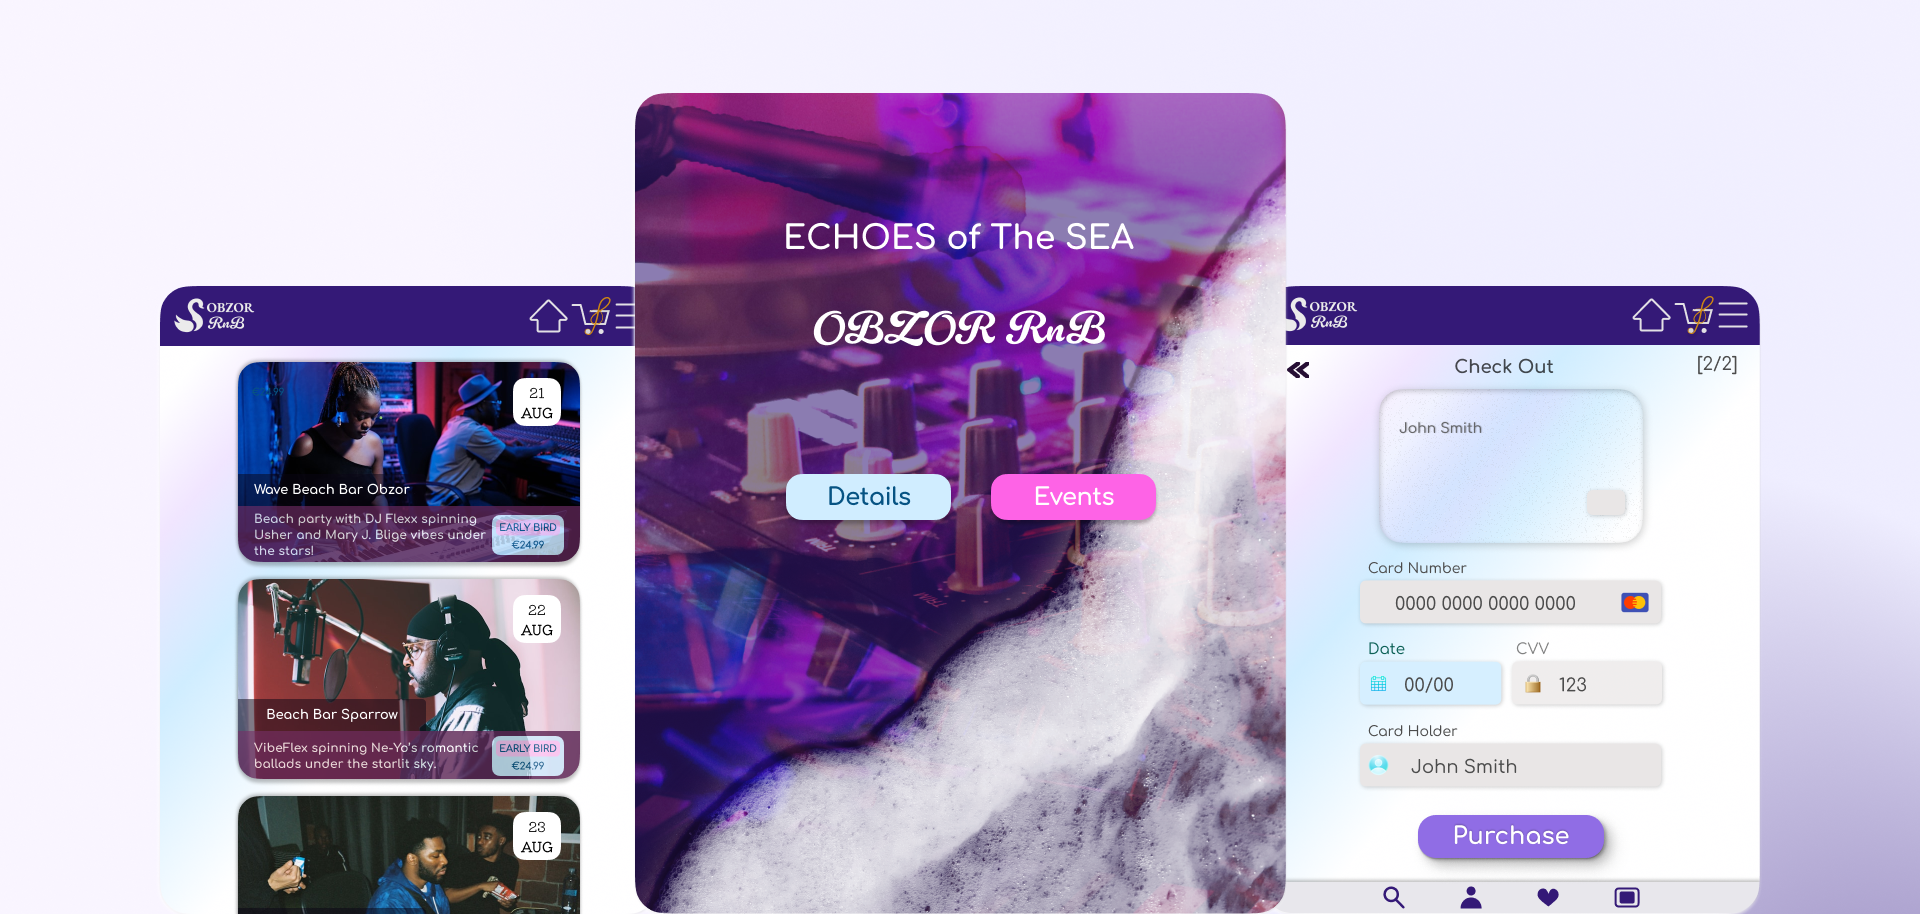 OBZOR
RnB
21
AUG
Wave Beach Bar Obzor
Beach party with DJ Flexx spinning
Usher and Mary J. Blige vibes under
the stars!
EARLY BIRD
€24.99
22
AUG
Beach Bar Sparrow
VibeFlex spinning Ne-Yo's romantic
ballads under the starlit sky.
EARLY BIRD
€24.99
23
AUG
ECHOES of The SEA
OBZOR RnB
Details
Events
OBZOR
RnB
Check Out
[2/2]
John Smith
Card Number
0000 0000 0000 0000
Date
CVV
00/00
123
Card Holder
John Smith
Purchase